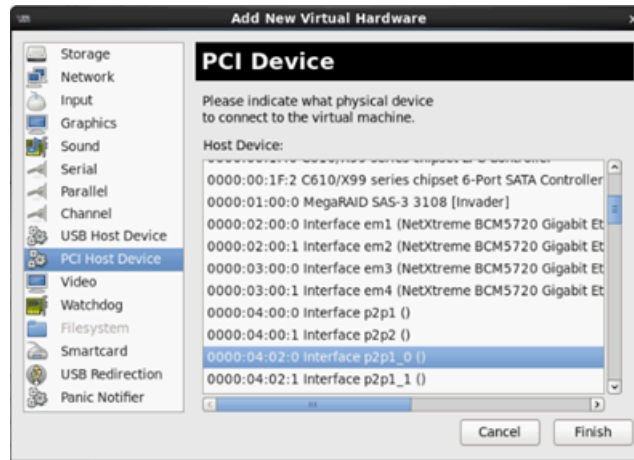 Add New Virtual Hardware
Storage
Network
Input
Graphics
Sound
Serial
Parallel
Channel
USB Host Device
PCI Host Device
Video
Watchdog
Filesystem
Smartcard
USB Redirection
Panic Notifier
PCI Device
Please indicate what physical device
to connect to the virtual machine.
Host Device:
0000:00:1F:2 C610/X99 series chipset 6-Port SATA Controller
0000:01:00:0 MegaRAID SAS-3 3108 [Invader]
0000:02:00:0 Interface em1 (NetXtreme BCM5720 Gigabit Et
0000:02:00:1 Interface em2 (NetXtreme BCM5720 Gigabit Et
0000:03:00:0 Interface em3 (NetXtreme BCM5720 Gigabit Et
0000:03:00:1 Interface em4 (NetXtreme BCM5720 Gigabit Et
0000:04:00:0 Interface p2p1 ()
0000:04:00:1 Interface p2p2 ()
0000:04:02:0 Interface p2p1_0 ()
0000:04:02:1 Interface p2p1_1 ()
Cancel
Finish